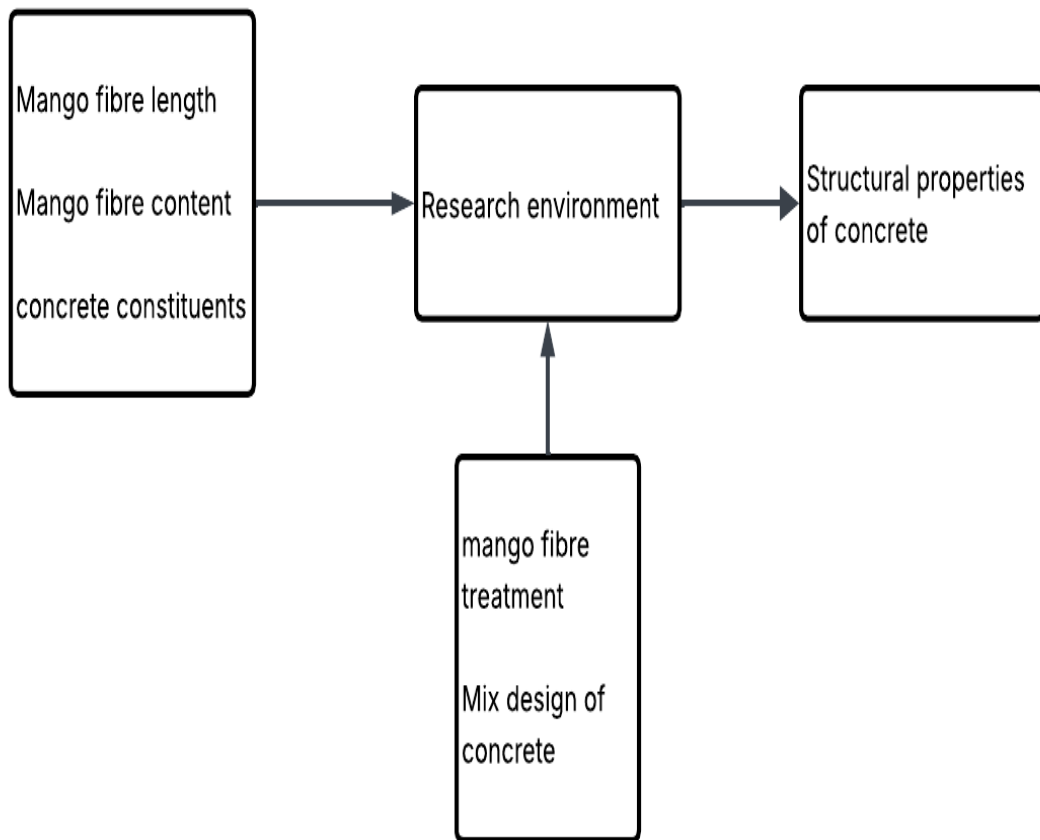 Mango fibre length
Mango fibre content
concrete constituents
Research environment
Structural properties
of concrete
mango fibre
treatment
Mix design of
concrete